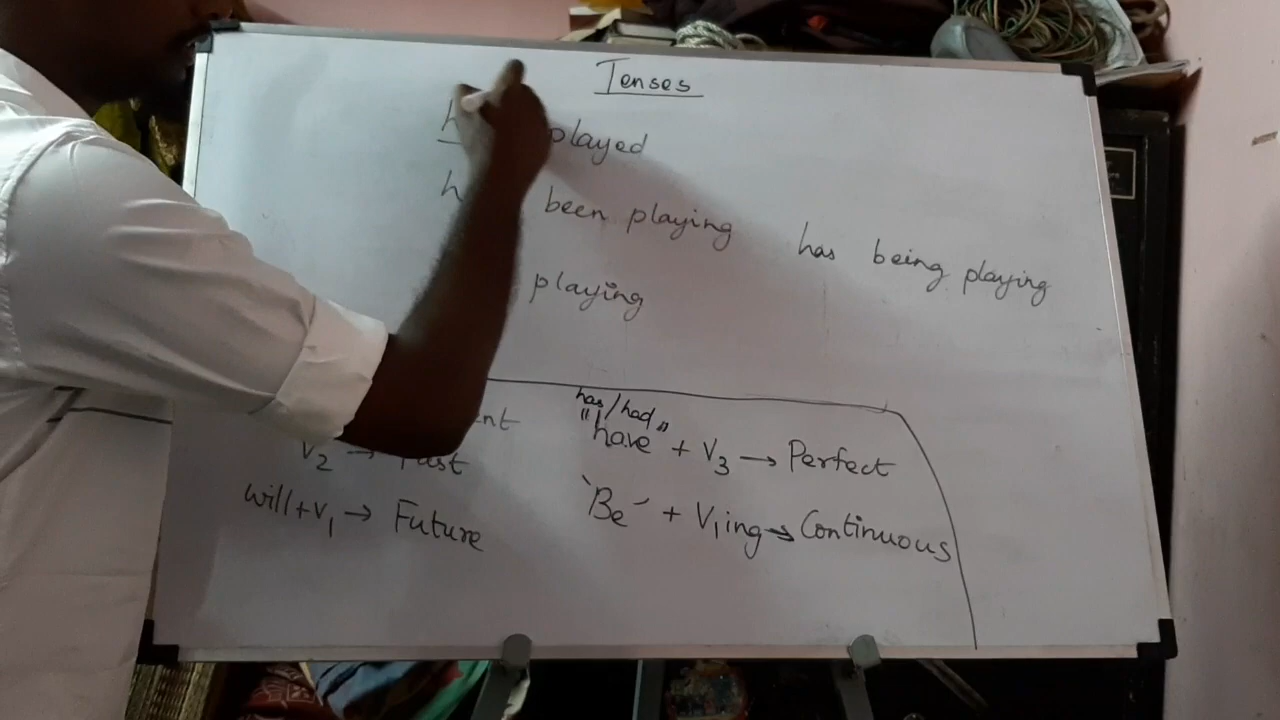 Tenses
played
been playing has being playing
playing
has/had
"have" + V3 → Perfect
V2 → Past
will+V1 → Future
'Be' + V1ing → Continuous